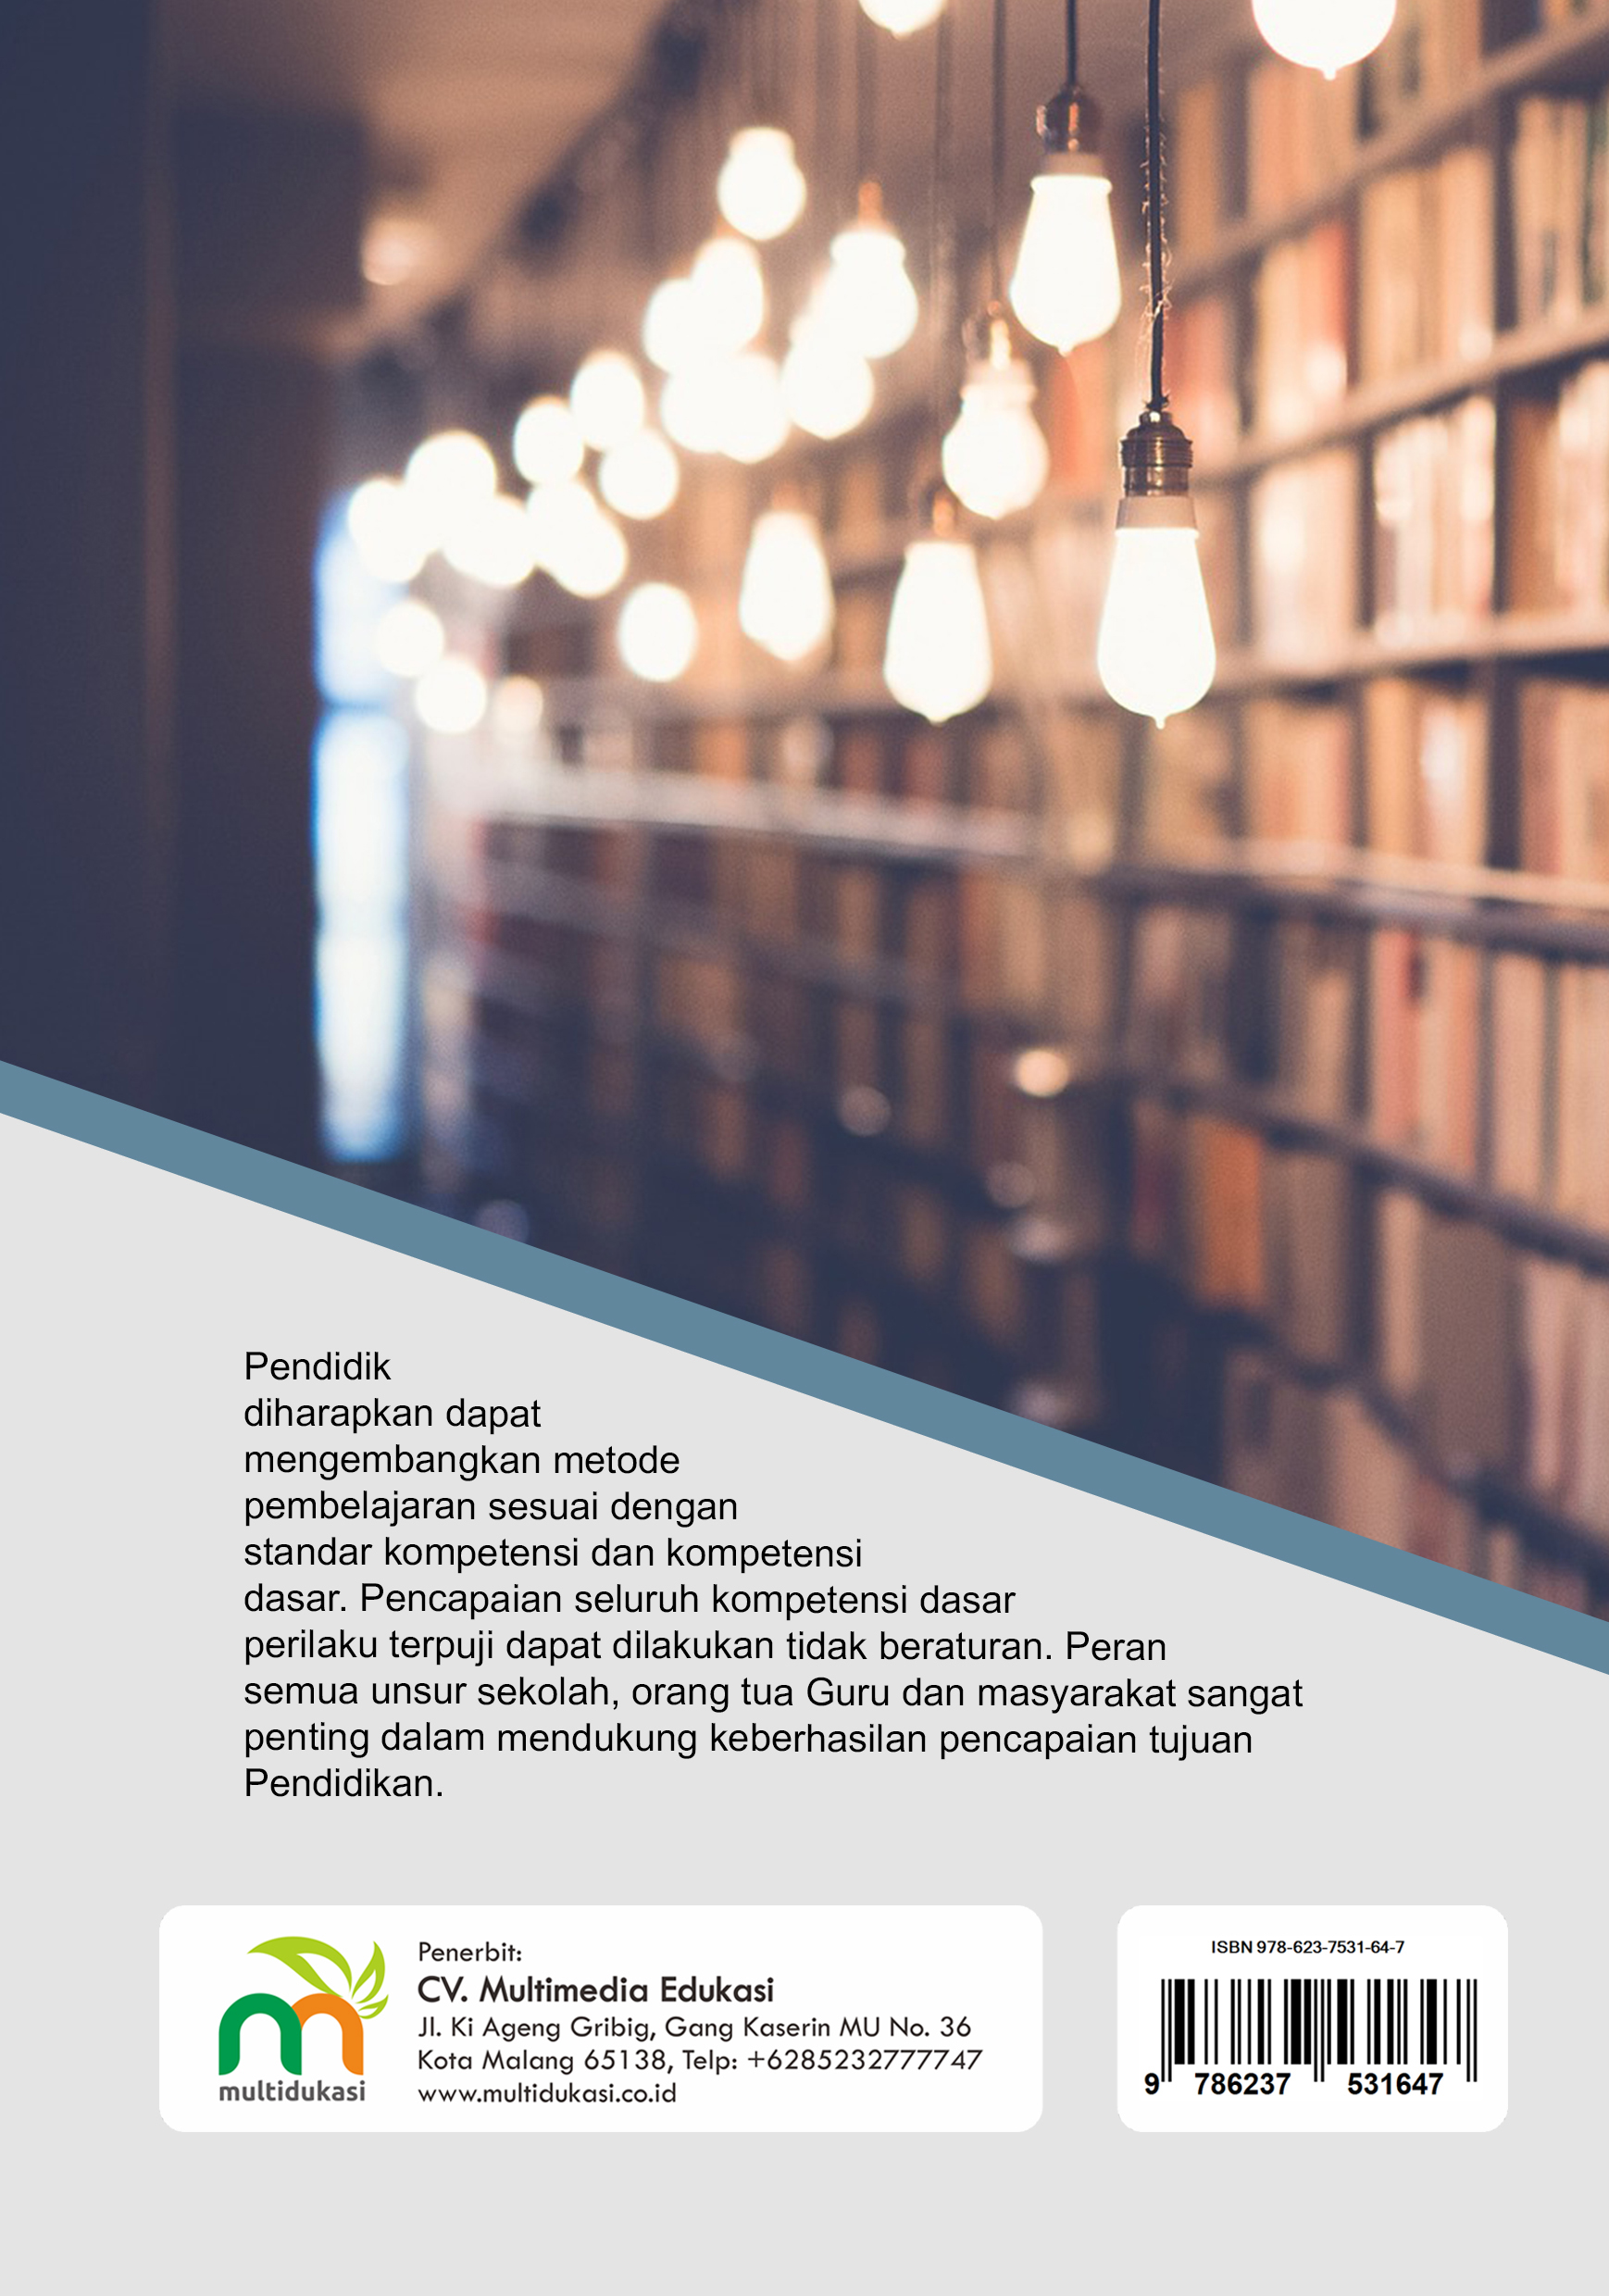 Pendidik
diharapkan dapat
mengembangkan metode
pembelajaran sesuai dengan
standar kompetensi dan kompetensi
dasar. Pencapaian seluruh kompetensi dasar
perilaku terpuji dapat dilakukan tidak beraturan. Peran
semua unsur sekolah, orang tua Guru dan masyarakat sangat
penting dalam mendukung keberhasilan pencapaian tujuan
Pendidikan.
multidukasi
Penerbit:
CV. Multimedia Edukasi
Jl. Ki Ageng Gribig, Gang Kaserin MU No. 36
Kota Malang 65138, Telp: +6285232777747
www.multidukasi.co.id
ISBN 978-623-7531-64-7
9 786237 531647